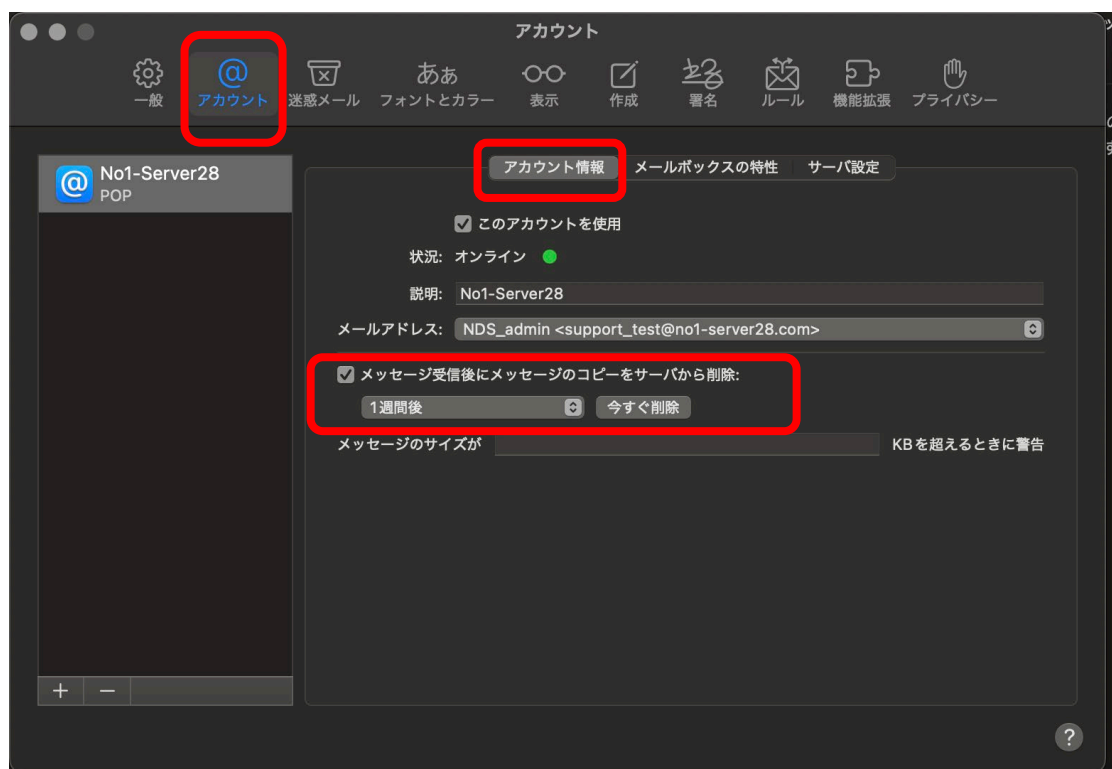 アカウント
一般
@
アカウント
迷惑メール
あぁ
フォントとカラー
表示
作成
署名
ルール
機能拡張
プライバシー
@
No1-Server28
POP
アカウント情報
メールボックスの特性
サーバ設定
このアカウントを使用
状況: オンライン
説明: No1-Server28
メールアドレス: NDS_admin <support_test@no1-server28.com>
メッセージ受信後にメッセージのコピーをサーバから削除:
1週間後
今すぐ削除
メッセージのサイズが KBを超えるときに警告
+ −
?